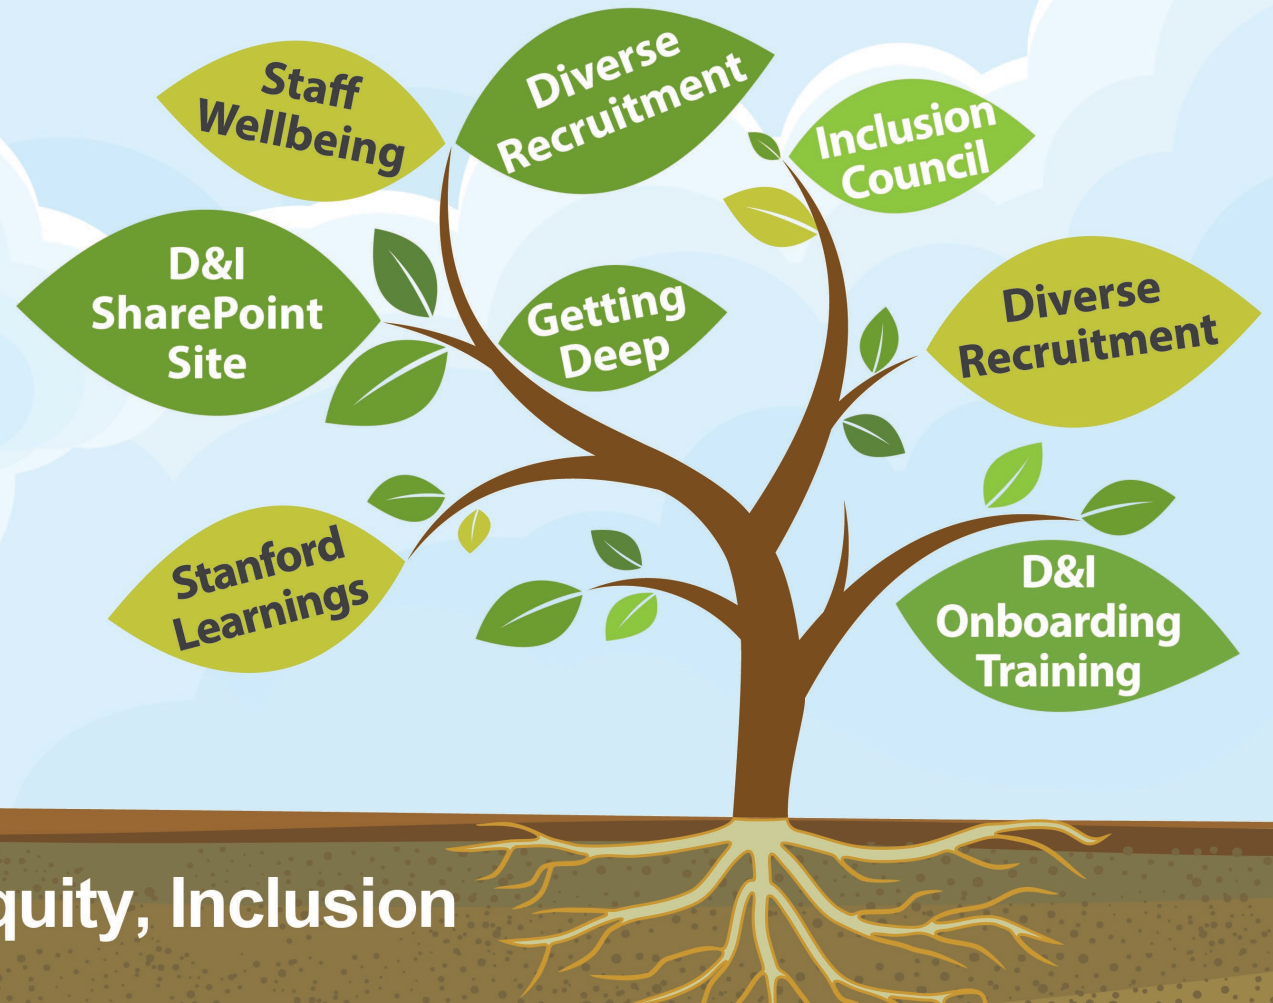 Staff
Wellbeing
Diverse
Recruitment
Inclusion
Council
D&I
SharePoint
Site
Getting
Deep
Diverse
Recruitment
Stanford
Learnings
D&I
Onboarding
Training
quity, Inclusion